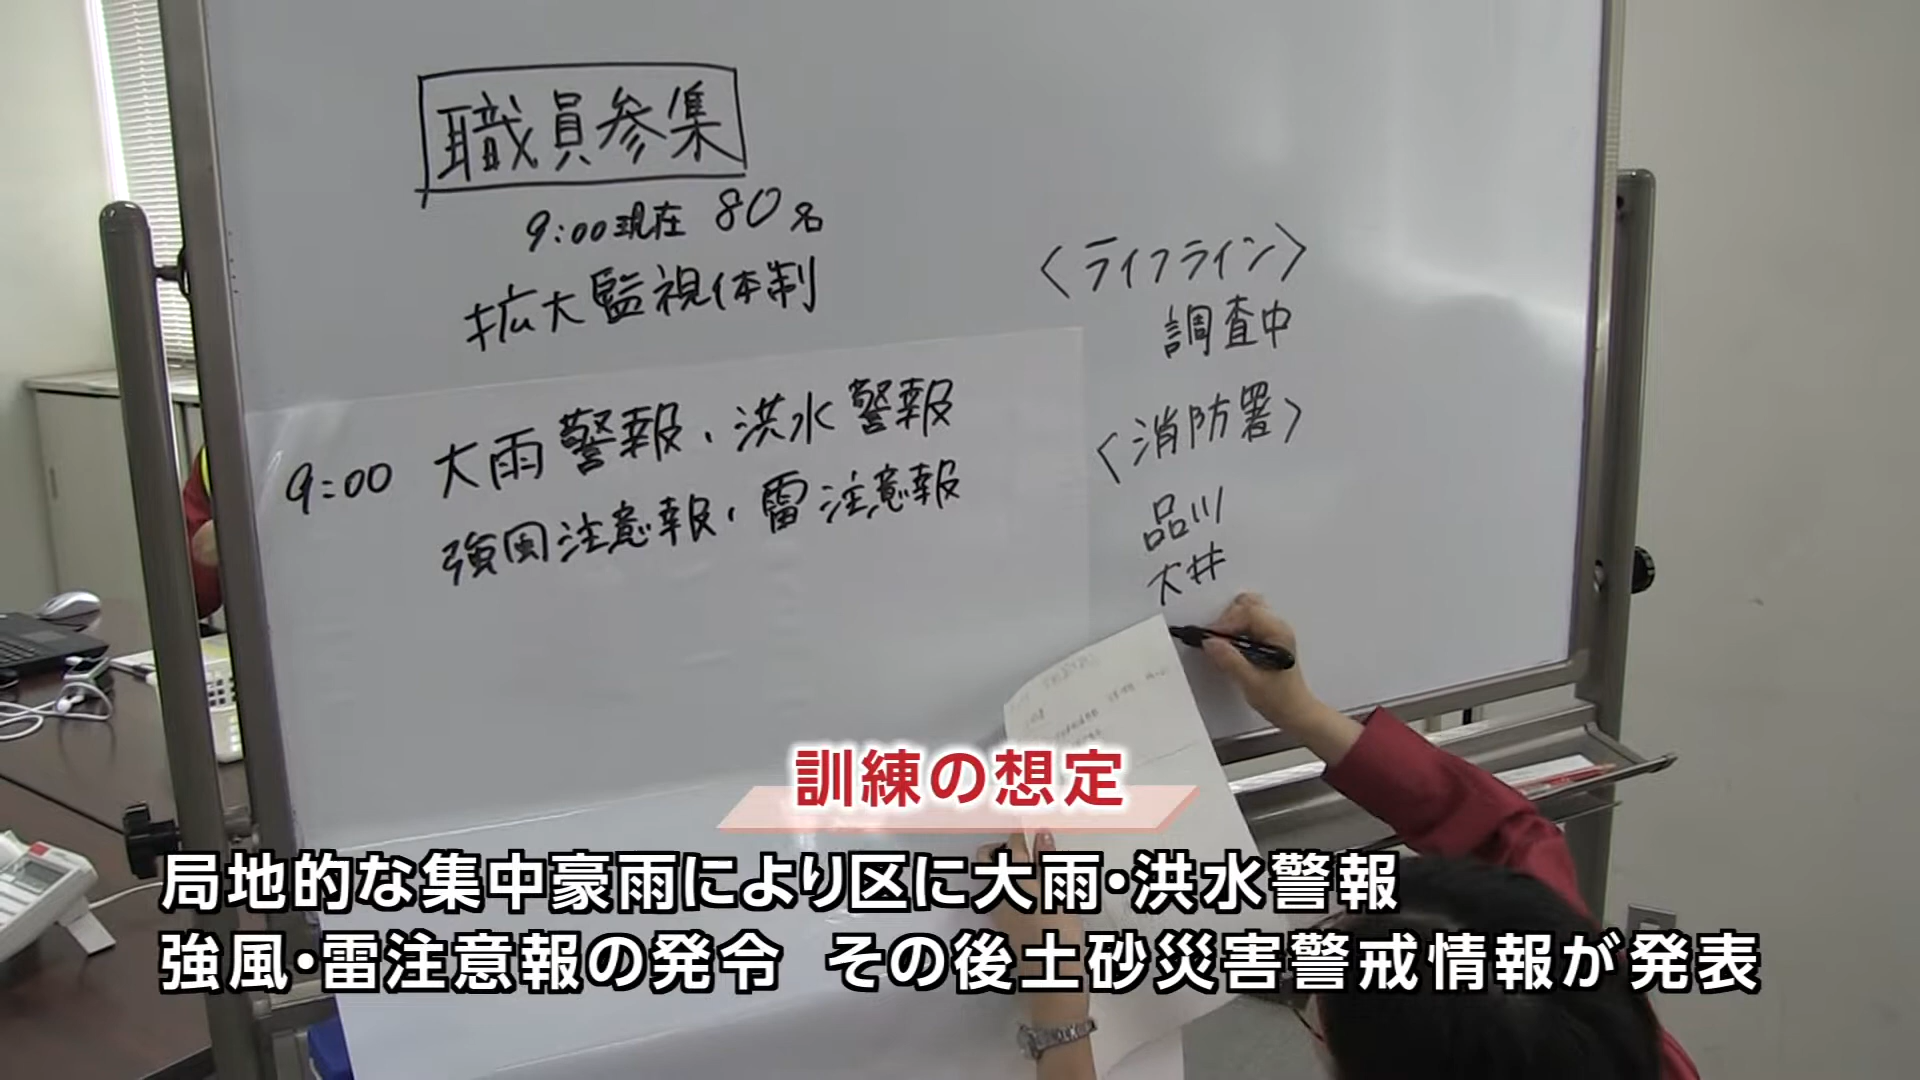 職員参集
9:00現在 80名
拡大監視体制
9:00 大雨警報、洪水警報
強風注意報、雷注意報
〈ライフライン〉
調査中
〈消防署〉
品川
大井
訓練の想定
局地的な集中豪雨により区に大雨・洪水警報
強風・雷注意報の発令 その後土砂災害警戒情報が発表